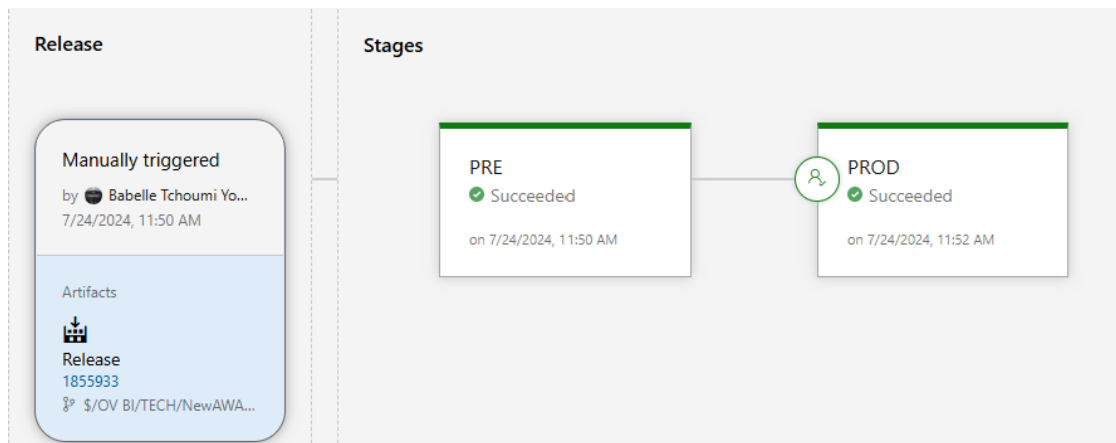 Release
Stages
Manually triggered
by Babelle Tchoumi Yo...
7/24/2024, 11:50 AM
Artifacts
Release
1855933
$/OV BI/TECH/NewAWA...
PRE
Succeeded
on 7/24/2024, 11:50 AM
PROD
Succeeded
on 7/24/2024, 11:52 AM